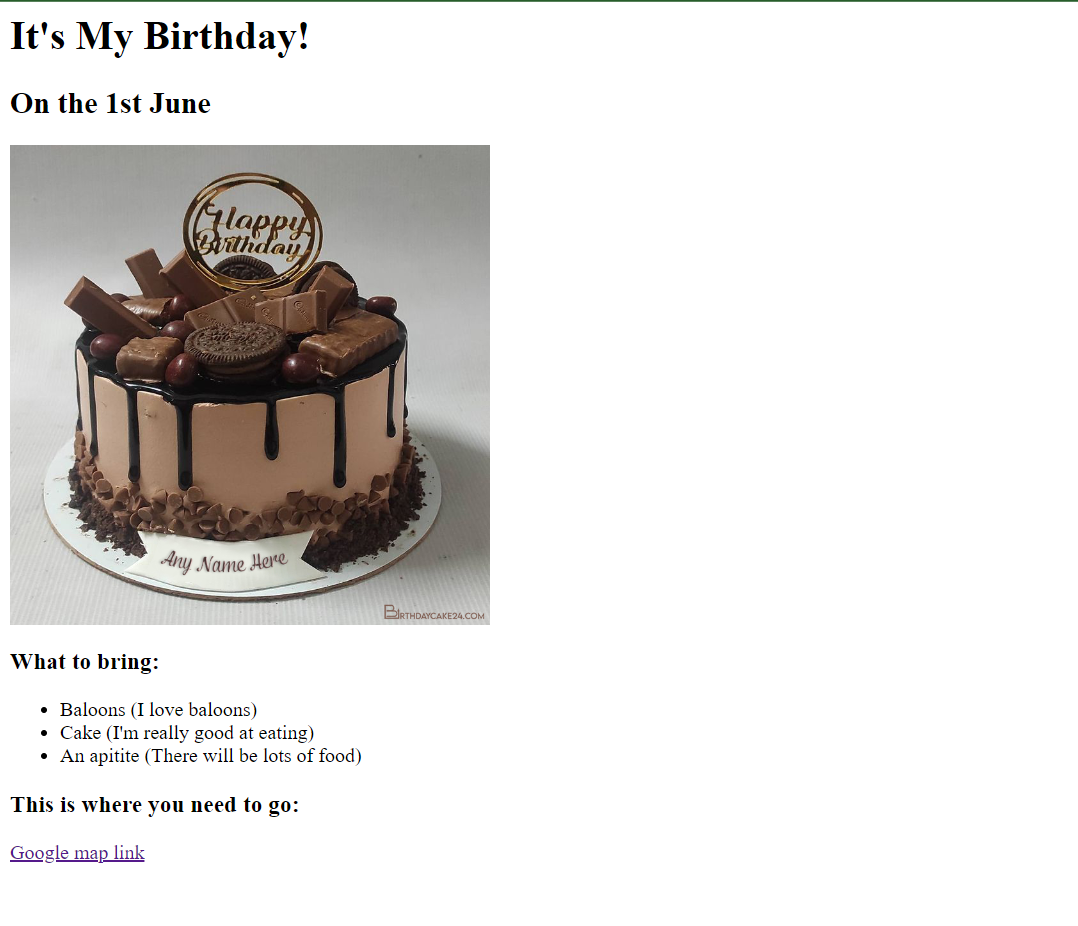 It's My Birthday!
On the 1st June
Happy
Birthday
Any Name Here
BIRTHDAYCAKE24.COM
What to bring:
Baloons (I love baloons)
Cake (I'm really good at eating)
An apitite (There will be lots of food)
This is where you need to go:
Google map link